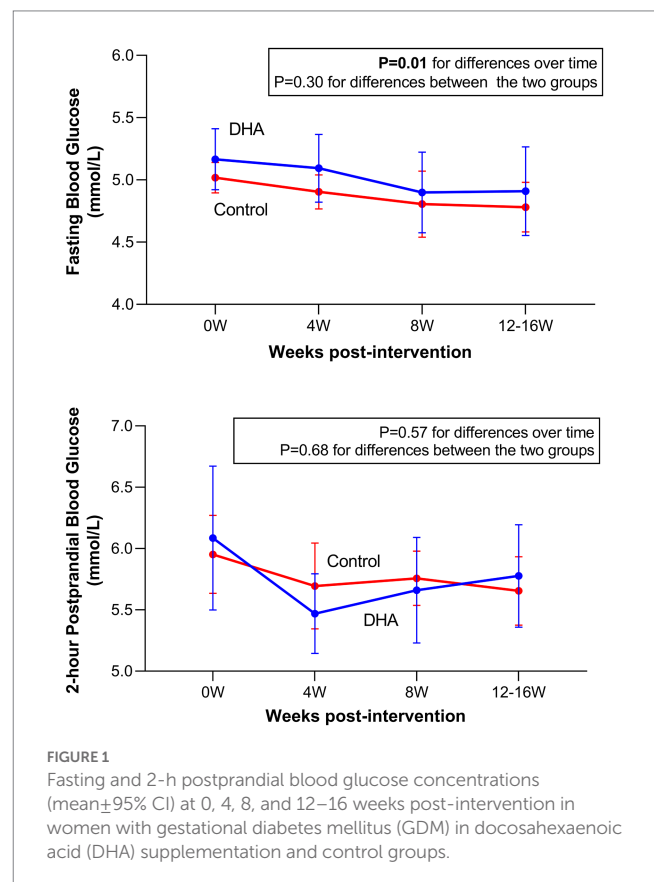 6.0
P=0.01 for differences over time
P=0.30 for differences between the two groups
5.5
DHA
5.0
Control
4.5
4.0
Fasting Blood Glucose
(mmol/L)
0W 4W 8W 12-16W
Weeks post-intervention
7.0
P=0.57 for differences over time
P=0.68 for differences between the two groups
6.5
6.0
Control
5.5
DHA
5.0
2-hour Postprandial Blood Glucose
(mmol/L)
0W 4W 8W 12-16W
Weeks post-intervention
FIGURE 1
Fasting and 2-h postprandial blood glucose concentrations
(mean±95% CI) at 0, 4, 8, and 12–16 weeks post-intervention in
women with gestational diabetes mellitus (GDM) in docosahexaenoic
acid (DHA) supplementation and control groups.